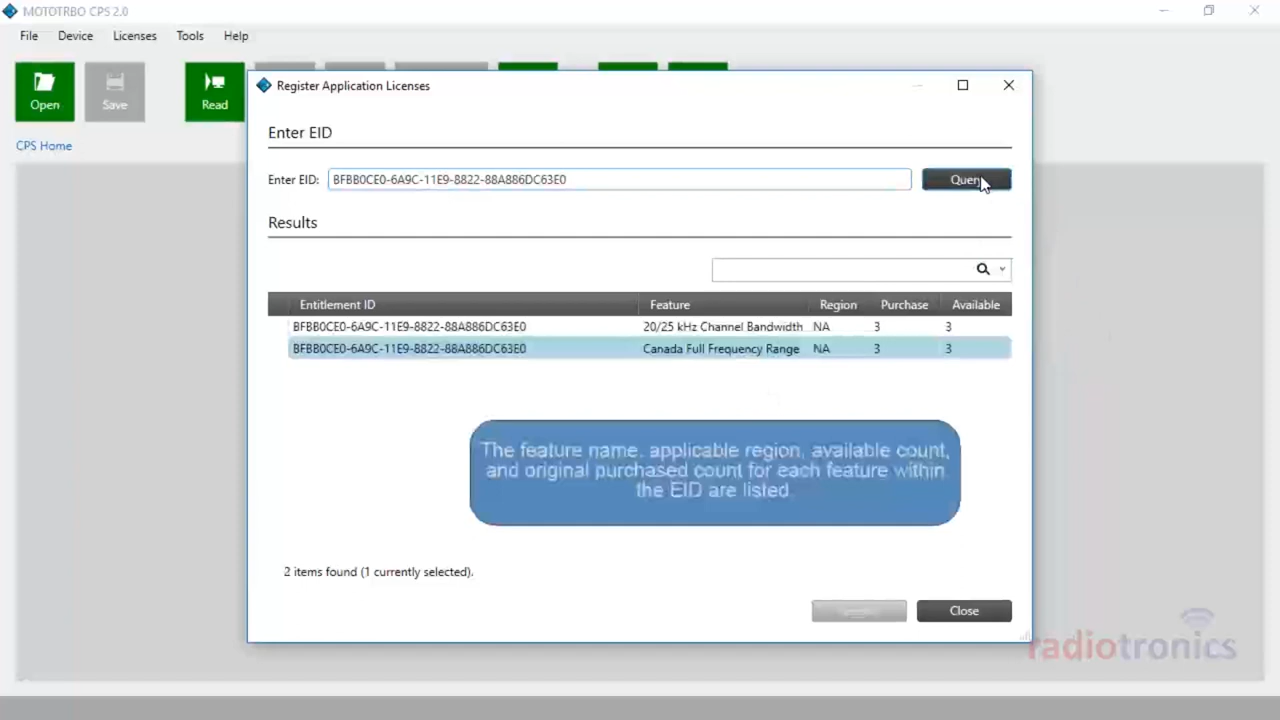 MOTOTRBO CPS 2.0
File Device Licenses Tools Help
Open Save Read
CPS Home
Register Application Licenses
Enter EID
Enter EID: BFBB0CE0-6A9C-11E9-8822-88A886DC63E0 Query
Results
Entitlement ID Feature Region Purchase Available
BFBB0CE0-6A9C-11E9-8822-88A886DC63E0 20/25 kHz Channel Bandwidth NA 3 3
BFBB0CE0-6A9C-11E9-8822-88A886DC63E0 Canada Full Frequency Range NA 3 3
The feature name, applicable region, available count,
and original purchased count for each feature within
the EID are listed.
2 items found (1 currently selected).
Close
radiotronics